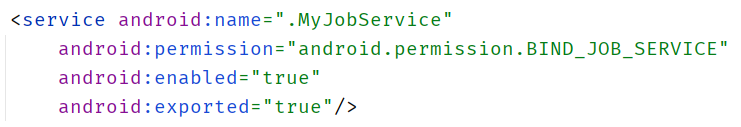 <service android:name=".MyJobService"
android:permission="android.permission.BIND_JOB_SERVICE"
android:enabled="true"
android:exported="true"/>